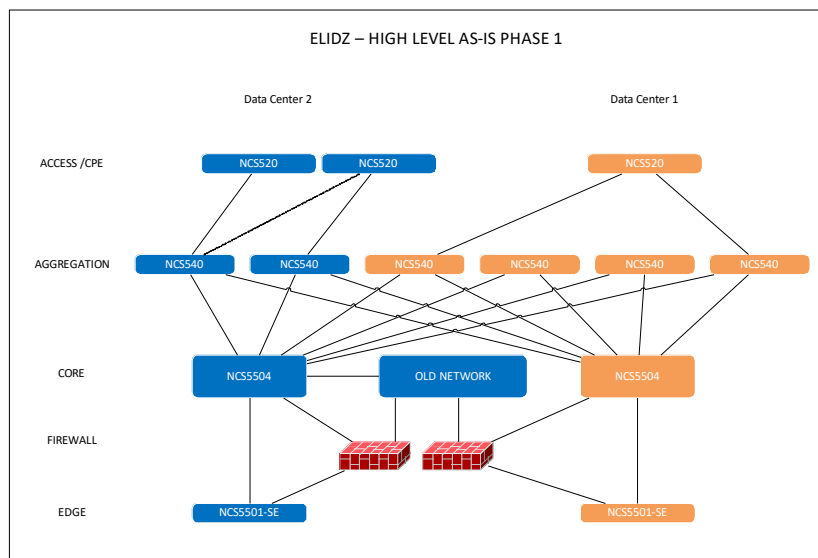 ELIDZ – HIGH LEVEL AS-IS PHASE 1
Data Center 2
Data Center 1
ACCESS /CPE
NCS520
NCS520
NCS520
AGGREGATION
NCS540
NCS540
NCS540
NCS540
NCS540
NCS540
CORE
NCS5504
OLD NETWORK
NCS5504
FIREWALL
EDGE
NCS5501-SE
NCS5501-SE